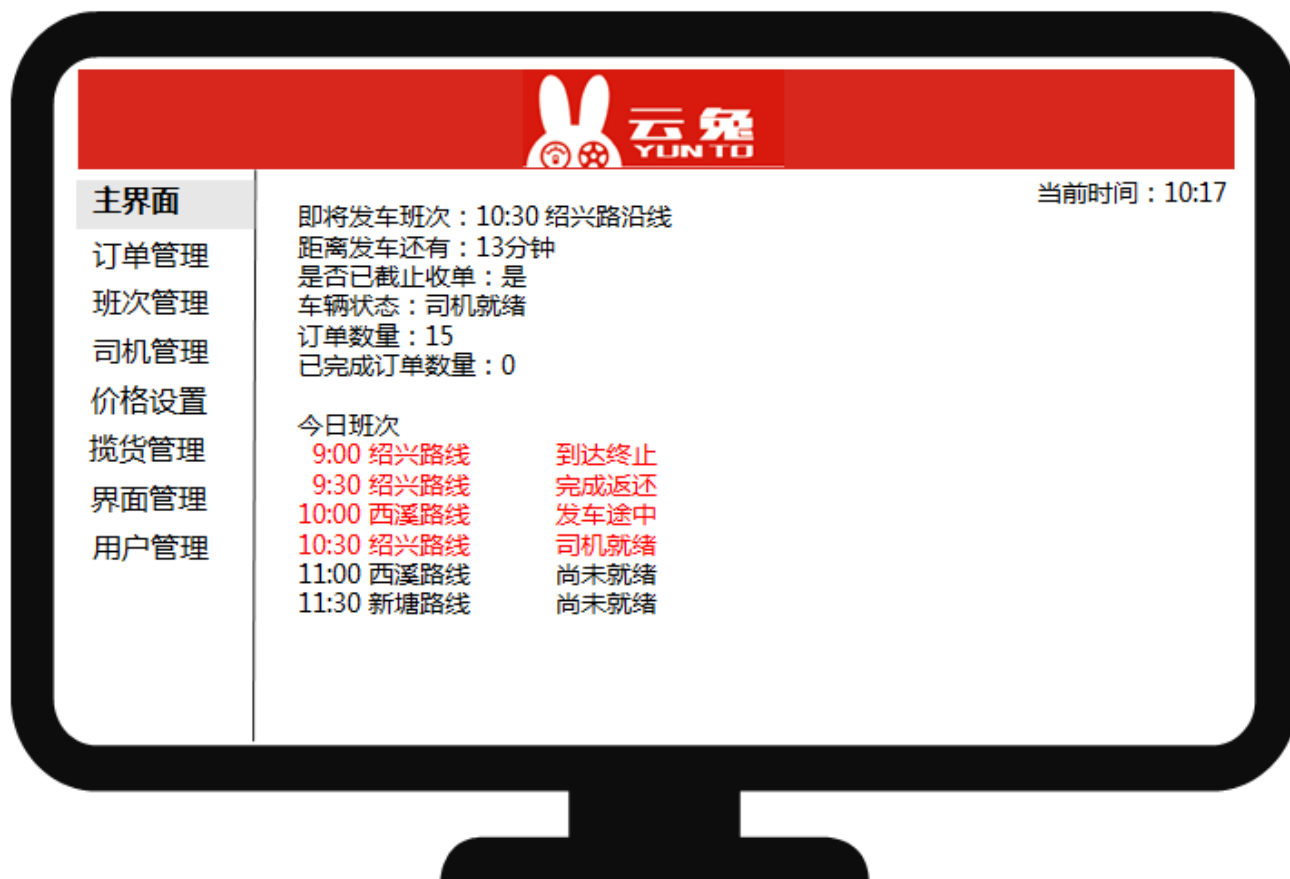 云兔
YUN TO
当前时间：10:17
主界面
订单管理
班次管理
司机管理
价格设置
揽货管理
界面管理
用户管理
即将发车班次：10:30 绍兴路沿线
距离发车还有：13分钟
是否已截止收单：是
车辆状态：司机就绪
订单数量：15
已完成订单数量：0
今日班次
9:00 绍兴路线 到达终止
9:30 绍兴路线 完成返还
10:00 西溪路线 发车途中
10:30 绍兴路线 司机就绪
11:00 西溪路线 尚未就绪
11:30 新塘路线 尚未就绪